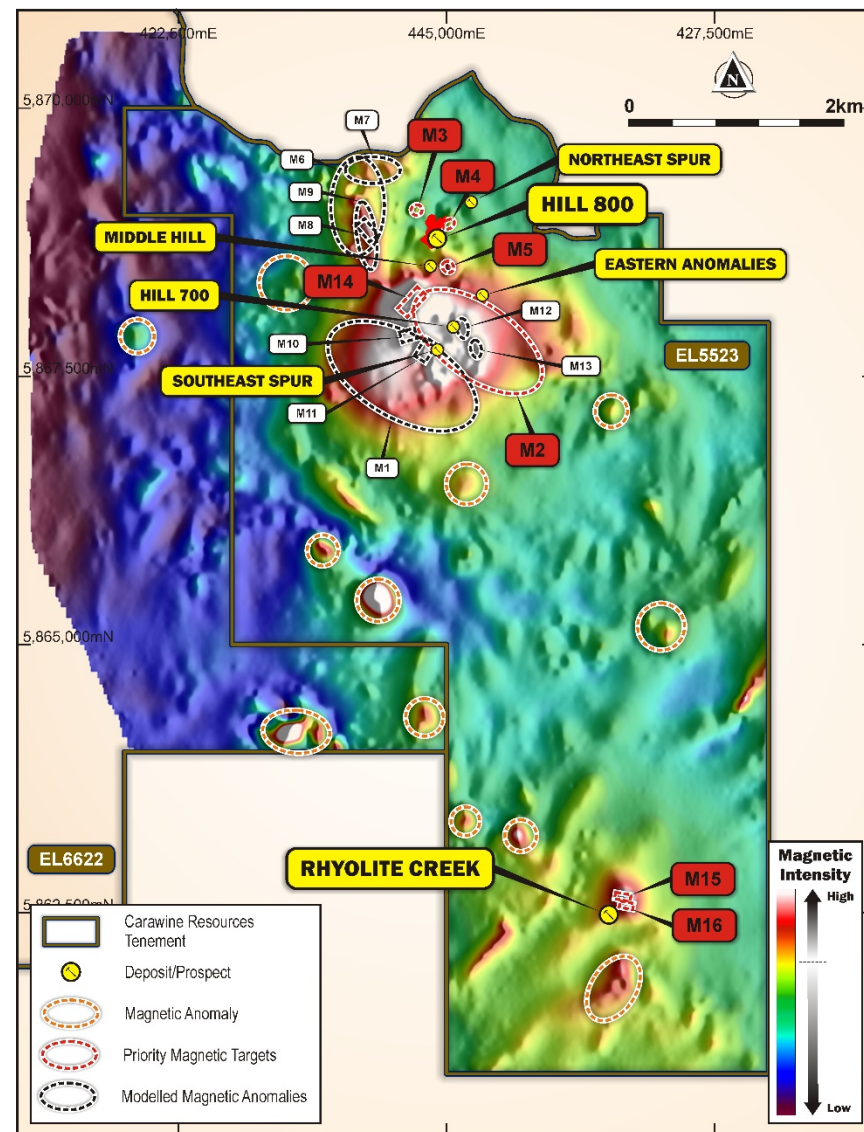 422,500mE
445,000mE
427,500mE
5,870,000mN
N
0
2km
M7
M6
M3
M4
NORTHEAST SPUR
M9
HILL 800
M8
MIDDLE HILL
M5
EASTERN ANOMALIES
M14
HILL 700
M12
M10
EL5523
5,867,500mN
M13
SOUTHEAST SPUR
M11
M2
M1
5,865,000mN
EL6622
RHYOLITE CREEK
M15
M16
5,862,500mN
Magnetic
Intensity
High
Low
Carawine Resources
Tenement
Deposit/Prospect
Magnetic Anomaly
Priority Magnetic Targets
Modelled Magnetic Anomalies